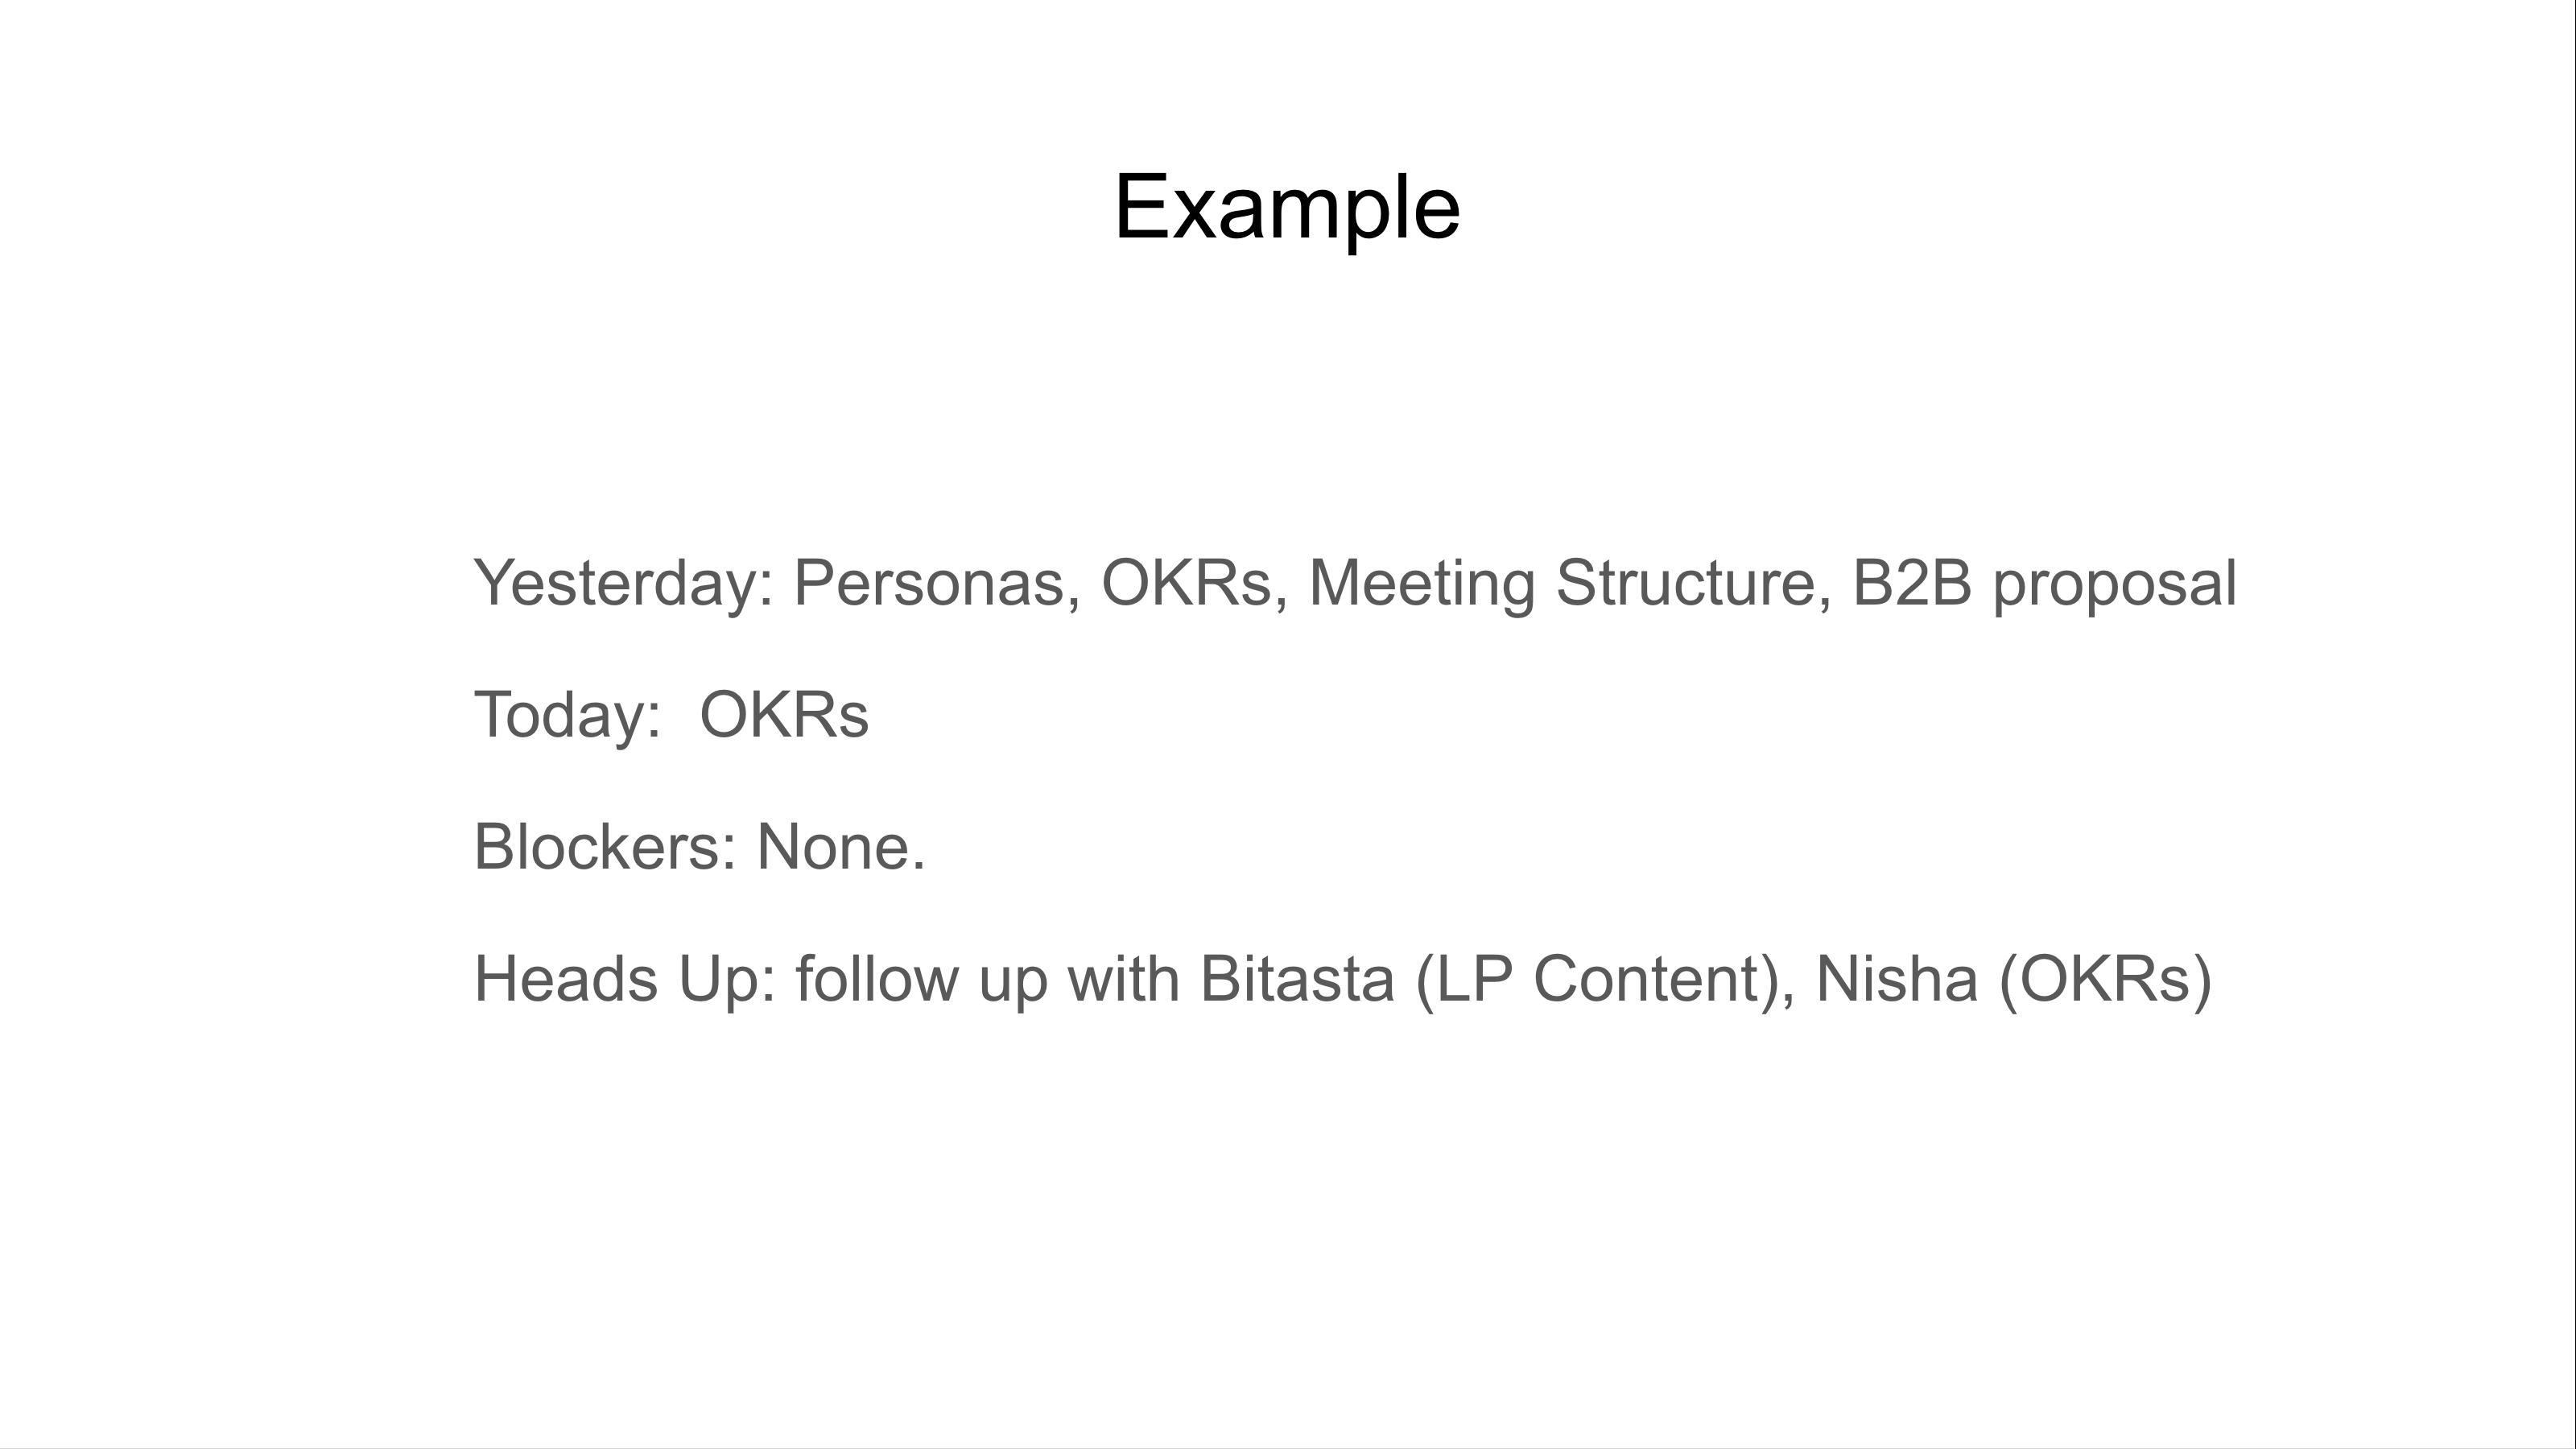 Example
Yesterday: Personas, OKRs, Meeting Structure, B2B proposal
Today:  OKRs
Blockers: None.
Heads Up: follow up with Bitasta (LP Content), Nisha (OKRs)